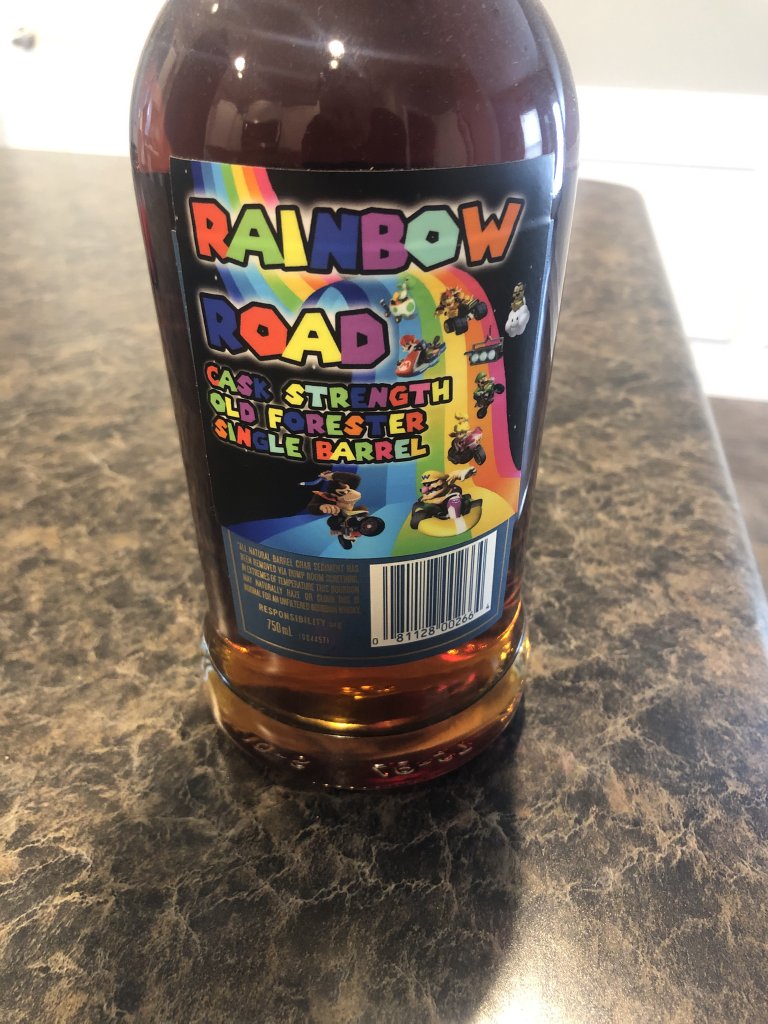 RAINBOW
ROAD
CASK STRENGTH
OLD FORESTER
SINGLE BARREL
ALL NATURAL BARREL CHAR SEDIMENT HAS
BEEN REMOVED VIA DUMP ROOM SCREENING.
IN EXTREMES OF TEMPERATURE THIS BOURBON
MAY NATURALLY HAZE OR CLOUD. THIS IS
NORMAL FOR AN UNFILTERED BOURBON WHISKY.
RESPONSIBILITY.org
750 mL
0 81128 00266 4